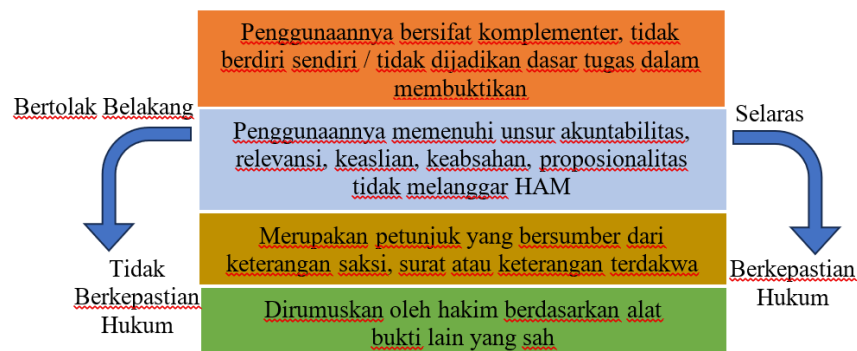 Penggunaannya bersifat komplementer, tidak
berdiri sendiri / tidak dijadikan dasar tugas dalam
membuktikan
Bertolak Belakang
Selaras
Penggunaannya memenuhi unsur akuntabilitas,
relevansi, keaslian, keabsahan, proposionalitas
tidak melanggar HAM
Merupakan petunjuk yang bersumber dari
keterangan saksi, surat atau keterangan terdakwa
Tidak
Berkepastian
Hukum
Berkepastian
Hukum
Dirumuskan oleh hakim berdasarkan alat
bukti lain yang sah